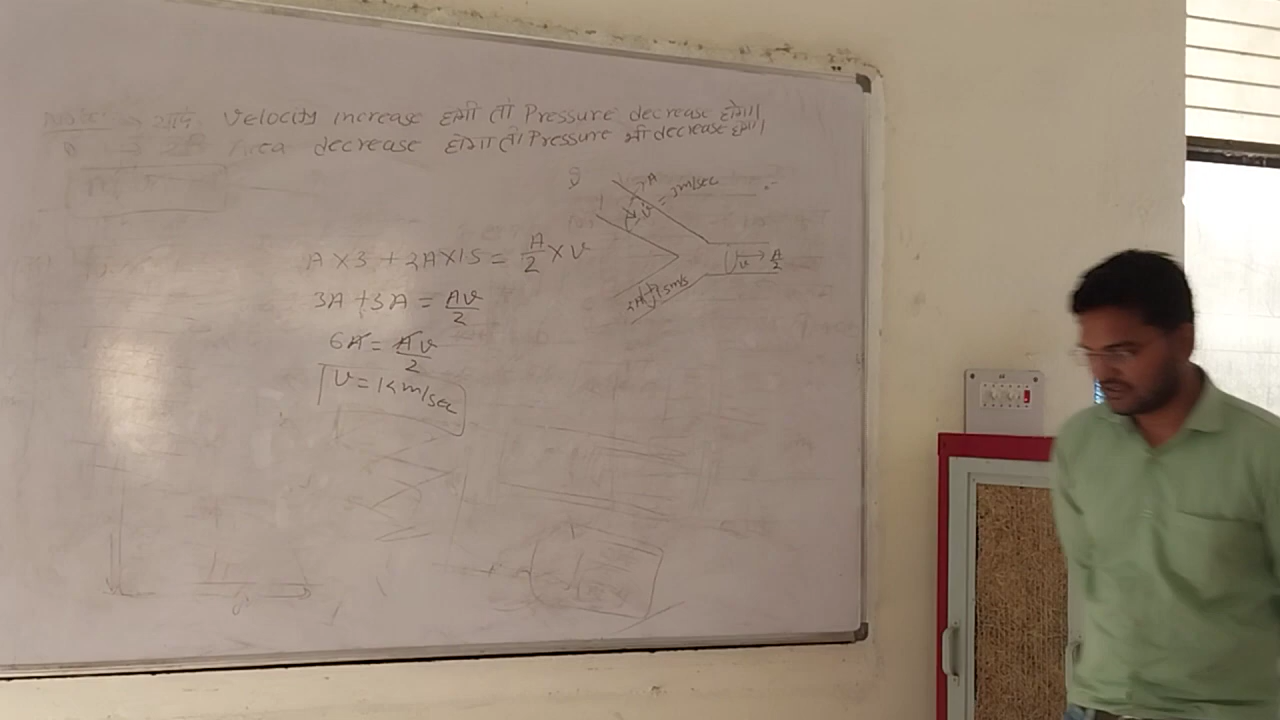 Velocity increase होगी तो Pressure decrease होगा।
Area decrease होगा तो Pressure भी decrease होगा।
A
V = 3m/sec
A × 3 + 2A × 1.5 = A/2 × V
V → A/2
2A 1.5m/s
3A + 3A = AV/2
6A = AV/2
V = 12 m/sec